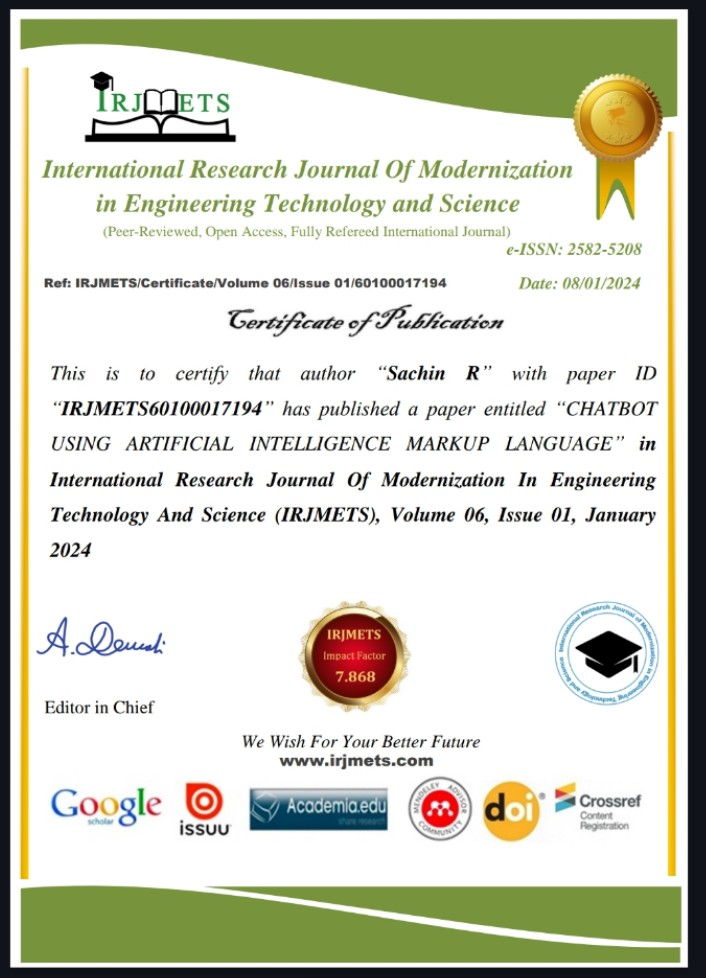 IRJMETS
International Research Journal Of Modernization
in Engineering Technology and Science
(Peer-Reviewed, Open Access, Fully Refereed International Journal)
e-ISSN: 2582-5208
Ref: IRJMETS/Certificate/Volume 06/Issue 01/60100017194
Date: 08/01/2024
Certificate of Publication
This is to certify that author “Sachin R” with paper ID
“IRJMETS60100017194” has published a paper entitled “CHATBOT
USING ARTIFICIAL INTELLIGENCE MARKUP LANGUAGE” in
International Research Journal Of Modernization In Engineering
Technology And Science (IRJMETS), Volume 06, Issue 01, January
2024
IRJMETS
Impact Factor
7.868
International Research Journal of Modernization in Engineering Technology and Science
Editor in Chief
We Wish For Your Better Future
www.irjmets.com
Google
scholar
issuu
Academia.edu
share research
MENDELEY ADVISOR
COMMUNITY
doi®
Crossref
Content
Registration